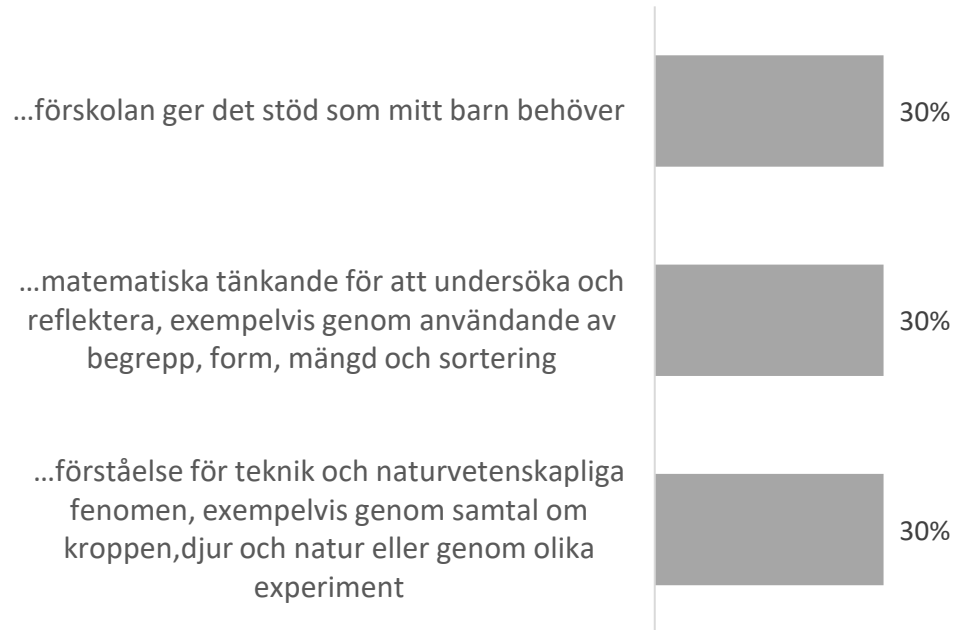 …förskolan ger det stöd som mitt barn behöver
30%
…matematiska tänkande för att undersöka och
reflektera, exempelvis genom användande av
begrepp, form, mängd och sortering
30%
…förståelse för teknik och naturvetenskapliga
fenomen, exempelvis genom samtal om
kroppen,djur och natur eller genom olika
experiment
30%